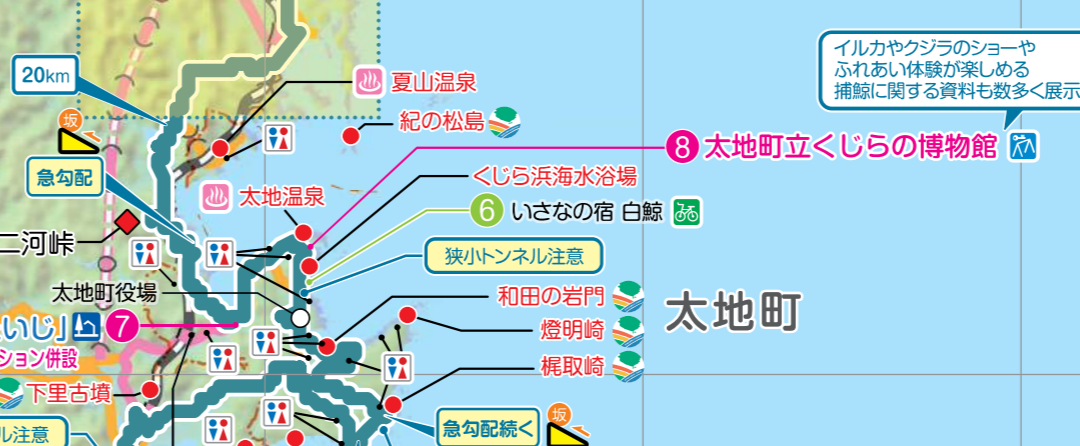 イルカやクジラのショーや
ふれあい体験が楽しめる
捕鯨に関する資料も数多く展示
20km
夏山温泉
紀の松島
坂
8 太地町立くじらの博物館
急勾配
くじら浜海水浴場
太地温泉
6 いさなの宿 白鯨
二河峠
狭小トンネル注意
太地町役場
和田の岩門
太地町
いじ」 7
燈明崎
ション併設
梶取崎
下里古墳
坂
急勾配続く
ル注意